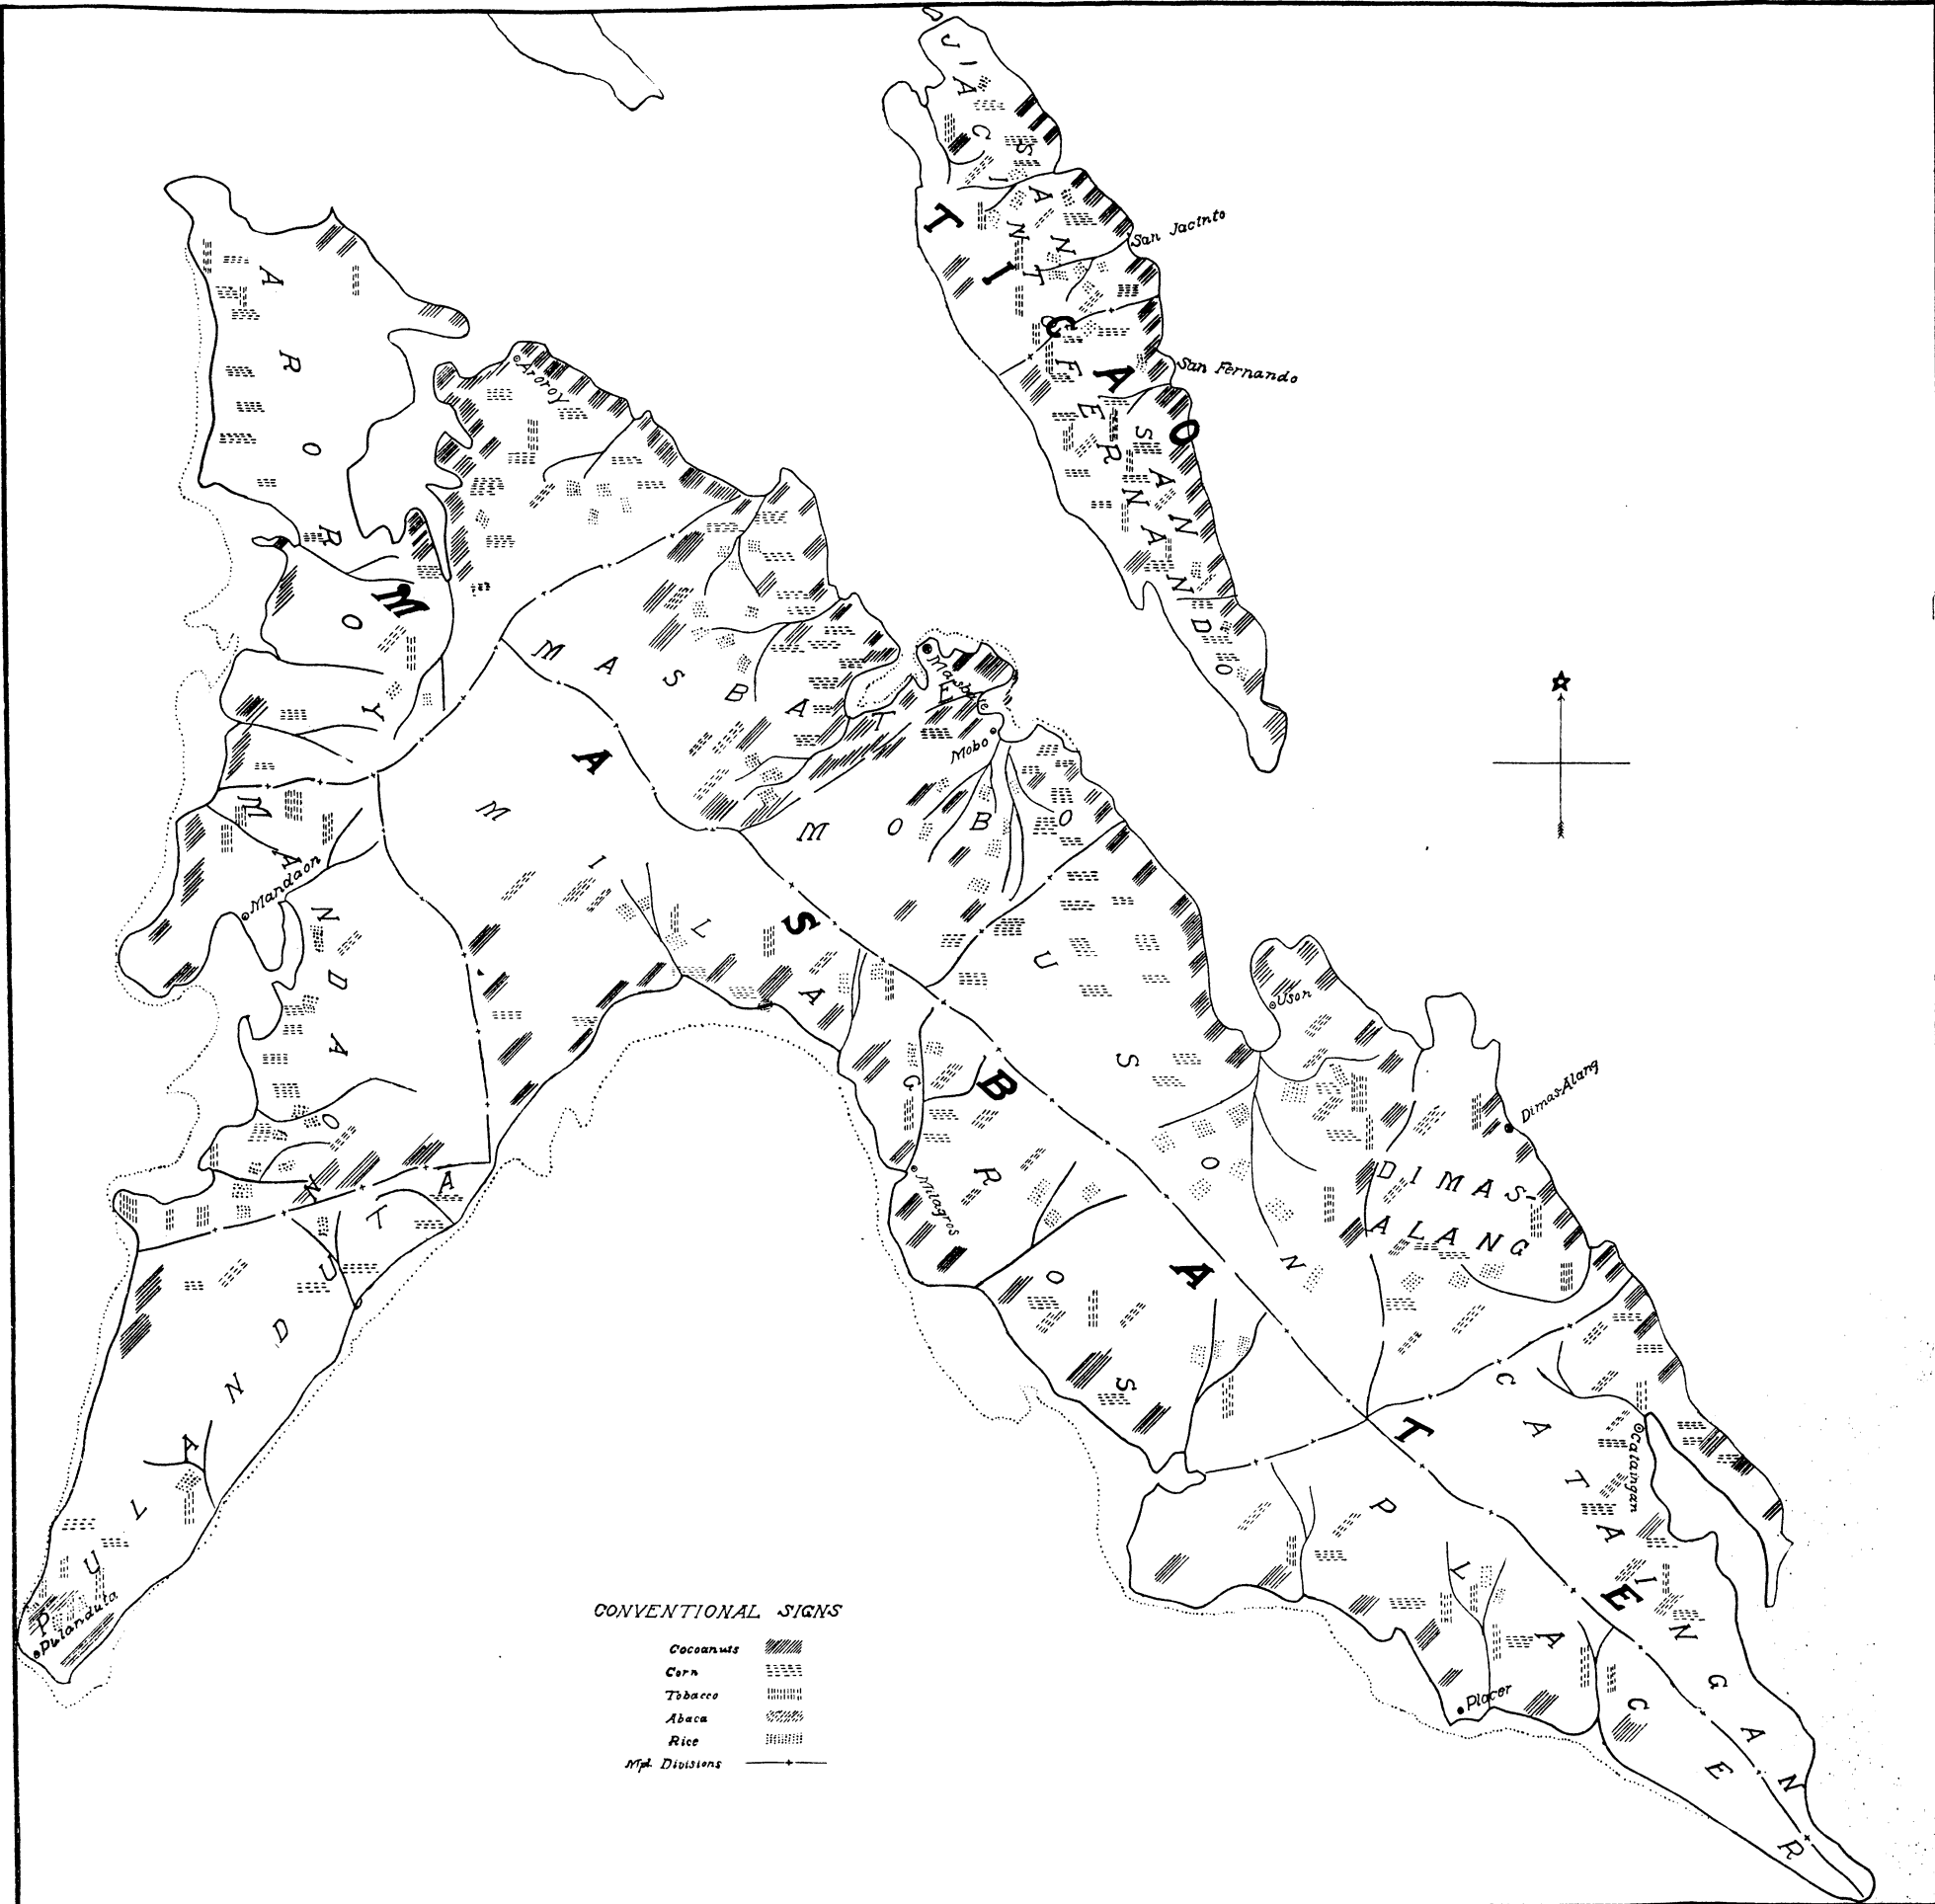 TICAO
SAN JACINTO
San Jacinto
SAN FERNANDO
San Fernando
MASBATE
AROROY
Aroroy
MASBATE
Masbate
MOBO
Mobo
MILAGROS
Milagros
MANDAON
Mandaon
USON
Uson
DIMAS-
ALANG
Dimas-Alang
PULANDUTA
Pulanduta
CATAINGAN
Cataingan
PLACER
Placer
CONVENTIONAL SIGNS
Cocoanuts
Corn
Tobacco
Abaca
Rice
Mpl. Divisions